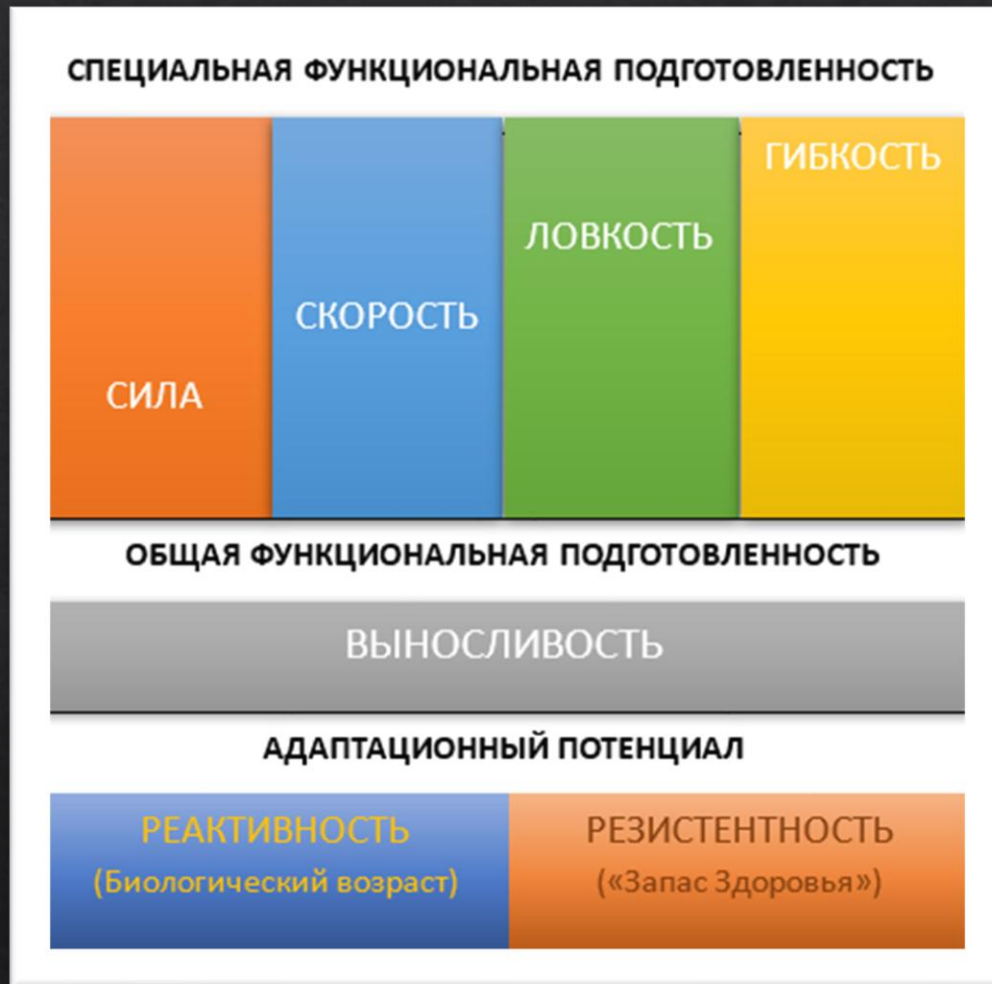 СПЕЦИАЛЬНАЯ ФУНКЦИОНАЛЬНАЯ ПОДГОТОВЛЕННОСТЬ
ГИБКОСТЬ
ЛОВКОСТЬ
СКОРОСТЬ
СИЛА
ОБЩАЯ ФУНКЦИОНАЛЬНАЯ ПОДГОТОВЛЕННОСТЬ
ВЫНОСЛИВОСТЬ
АДАПТАЦИОННЫЙ ПОТЕНЦИАЛ
РЕАКТИВНОСТЬ
(Биологический возраст)
РЕЗИСТЕНТНОСТЬ
(«Запас Здоровья»)